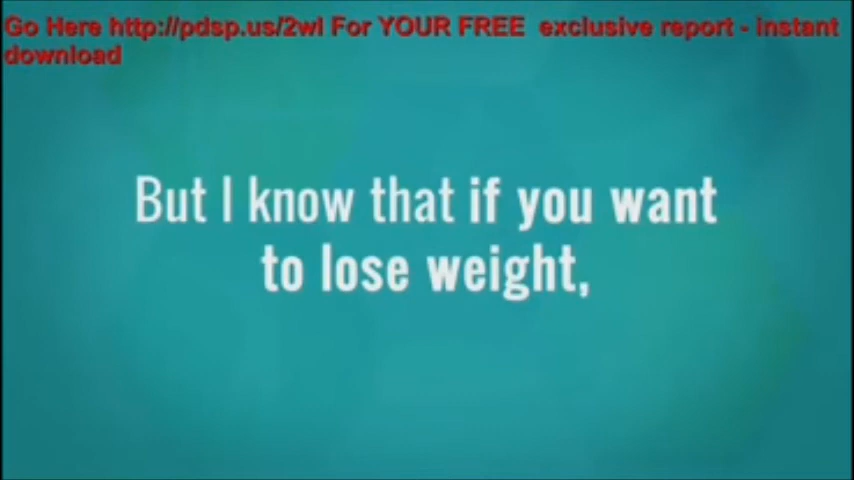 Go Here http://pdsp.us/2wl For YOUR FREE exclusive report - instant
download
But I know that if you want
to lose weight,